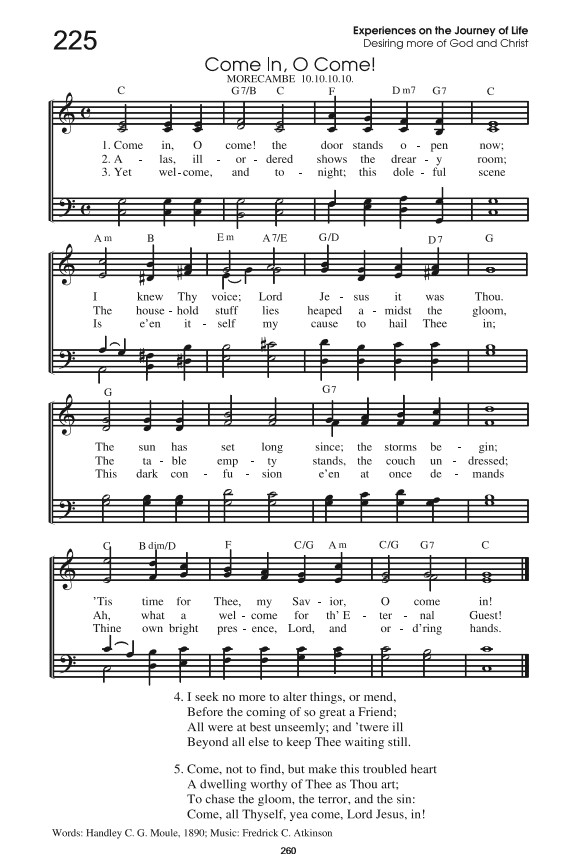 225
Experiences on the Journey of Life
Desiring more of God and Christ
Come In, O Come!
MORECAMBE 10.10.10.10.
C G7/B C F Dm7 G7 C
1. Come in, O come! the door stands o - pen now;
2. A - las, ill - or - dered shows the drear - y room;
3. Yet wel - come, and to - night; this dole - ful scene
Am B Em A7/E G/D D7 G
I knew Thy voice; Lord Je - sus it was Thou.
The house - hold stuff lies heaped a - midst the gloom,
Is e'en it - self my cause to hail Thee in;
G G7
The sun has set long since; the storms be - gin;
The ta - ble emp - ty stands, the couch un - dressed;
This dark con - fu - sion e'en at once de - mands
C Bdim/D F C/G Am C/G G7 C
'Tis time for Thee, my Sav - ior, O come in!
Ah, what a wel - come for th' E - ter - nal Guest!
Thine own bright pres - ence, Lord, and or - d'ring hands.
4. I seek no more to alter things, or mend,
Before the coming of so great a Friend;
All were at best unseemly; and 'twere ill
Beyond all else to keep Thee waiting still.
5. Come, not to find, but make this troubled heart
A dwelling worthy of Thee as Thou art;
To chase the gloom, the terror, and the sin:
Come, all Thyself, yea come, Lord Jesus, in!
Words: Handley C. G. Moule, 1890; Music: Fredrick C. Atkinson
260